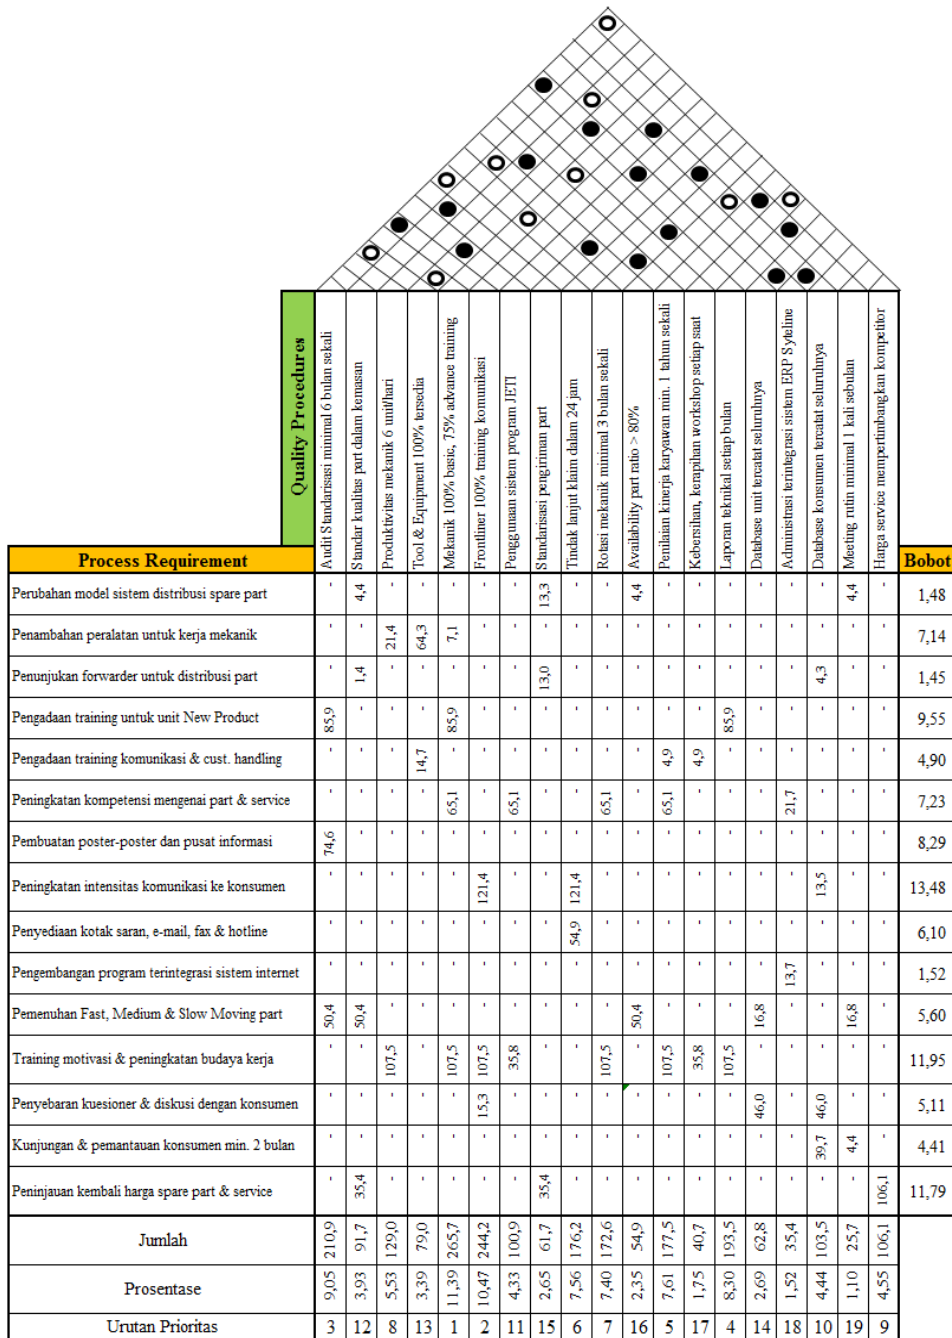 Quality Procedures
Audit Standarisasi minimal 6 bulan sekali
Standar kualitas part dalam kemasan
Produktivitas mekanik 6 unit/hari
Tool & Equipment 100% tersedia
Mekanik 100% basic, 75% advance training
Frontliner 100% training komunikasi
Penggunaan sistem program JETI
Standarisasi pengiriman part
Tindak lanjut klaim dalam 24 jam
Rotasi mekanik minimal 3 bulan sekali
Availability part ratio > 80%
Penilaian kinerja karyawan min. 1 tahun sekali
Kebersihan, kerapihan workshop setiap saat
Laporan teknikal setiap bulan
Database unit tercatat seluruhnya
Administrasi terintegrasi sistem ERP Syteline
Database konsumen tercatat seluruhnya
Meeting rutin minimal 1 kali sebulan
Harga service mempertimbangkan kompetitor
Process Requirement Bobot
Perubahan model sistem distribusi spare part - 4,4 - - - - - 13,3 - - 4,4 - - - - - - 4,4 - 1,48
Penambahan peralatan untuk kerja mekanik - - 21,4 64,3 7,1 - - - - - - - - - - - - - - 7,14
Penunjukan forwarder untuk distribusi part - 1,4 - - - - - 13,0 - - - - - - - - 4,3 - - 1,45
Pengadaan training untuk unit New Product 85,9 - - - 85,9 - - - - - - - - 85,9 - - - - - 9,55
Pengadaan training komunikasi & cust. handling - - - 14,7 - - - - - - - 4,9 4,9 - - - - - - 4,90
Peningkatan kompetensi mengenai part & service - - - - 65,1 - 65,1 - - 65,1 - 65,1 - - - 21,7 - - - 7,23
Pembuatan poster-poster dan pusat informasi 74,6 - - - - - - - - - - - - - - - - - - 8,29
Peningkatan intensitas komunikasi ke konsumen - - - - - 121,4 - - 121,4 - - - - - - - 13,5 - - 13,48
Penyediaan kotak saran, e-mail, fax & hotline - - - - - - - - 54,9 - - - - - - - - - - 6,10
Pengembangan program terintegrasi sistem internet - - - - - - - - - - - - - - - 13,7 - - - 1,52
Pemenuhan Fast, Medium & Slow Moving part 50,4 50,4 - - - - - - - - 50,4 - - - 16,8 - - 16,8 - 5,60
Training motivasi & peningkatan budaya kerja - - 107,5 - 107,5 107,5 35,8 - - 107,5 - 107,5 35,8 107,5 - - - - - 11,95
Penyebaran kuesioner & diskusi dengan konsumen - - - - - 15,3 - - - - - - - - 46,0 - 46,0 - - 5,11
Kunjungan & pemantauan konsumen min. 2 bulan - - - - - - - - - - - - - - - - 39,7 4,4 - 4,41
Peninjauan kembali harga spare part & service - 35,4 - - - - - 35,4 - - - - - - - - - - 106,1 11,79
Jumlah 210,9 91,7 129,0 79,0 265,7 244,2 100,9 61,7 176,2 172,6 54,9 177,5 40,7 193,5 62,8 35,4 103,5 25,7 106,1
Prosentase 9,05 3,93 5,53 3,39 11,39 10,47 4,33 2,65 7,56 7,40 2,35 7,61 1,75 8,30 2,69 1,52 4,44 1,10 4,55
Urutan Prioritas 3 12 8 13 1 2 11 15 6 7 16 5 17 4 14 18 10 19 9